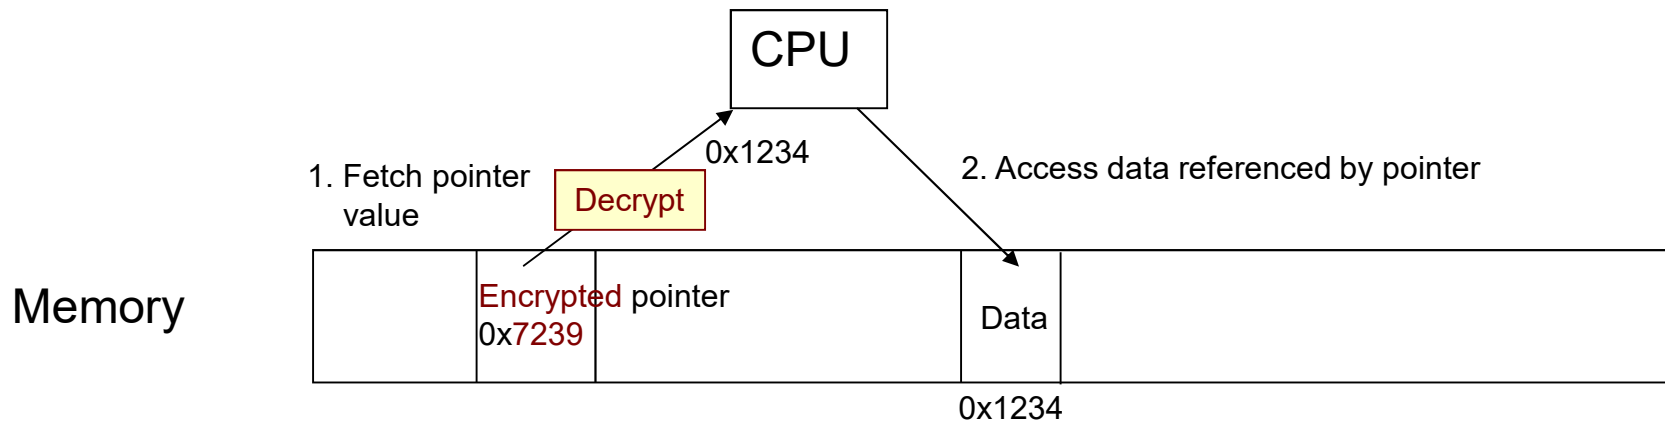 CPU
0x1234
1. Fetch pointer
value
2. Access data referenced by pointer
Decrypt
Memory
Encrypted pointer
0x7239
Data
0x1234